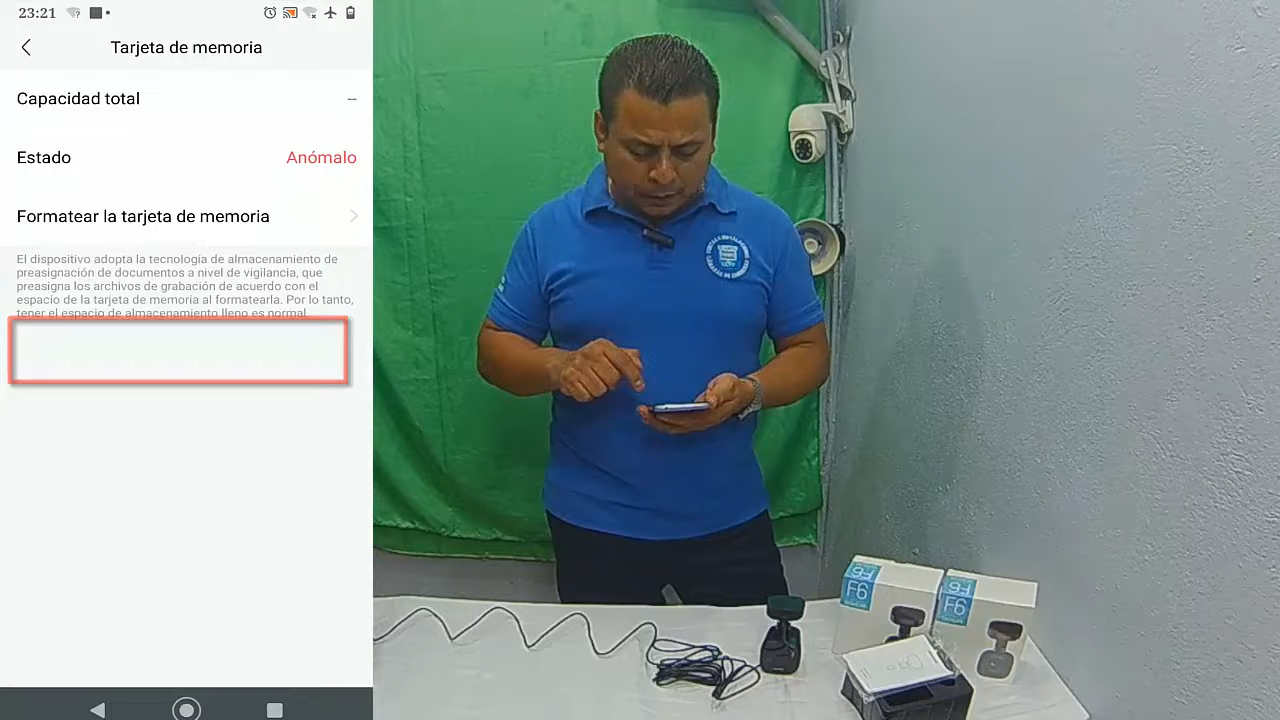 23:21
Tarjeta de memoria
Capacidad total
--
Estado
Anómalo
Formatear la tarjeta de memoria
El dispositivo adopta la tecnología de almacenamiento de
asignación de documentos a nivel de vigilancia, que
preasigna los archivos de grabación de acuerdo con el
espacio de la tarjeta de memoria al formatearla. Por lo tanto,
tener el espacio de almacenamiento lleno es normal.
F6
F6
F6
F6